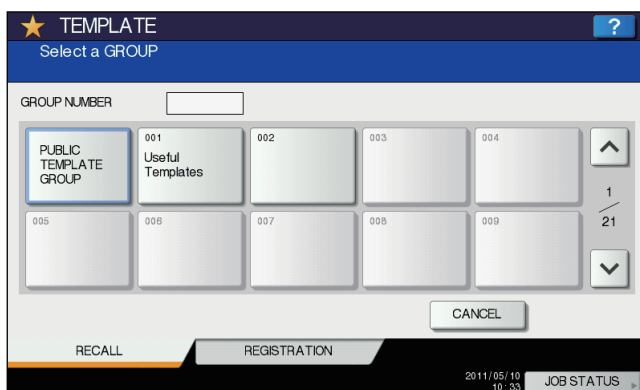 TEMPLATE
?
Select a GROUP
GROUP NUMBER
PUBLIC
TEMPLATE
GROUP
001
Useful
Templates
002
003
004
1
21
005
006
007
008
009
CANCEL
RECALL
REGISTRATION
2011/05/10
10:33
JOB STATUS